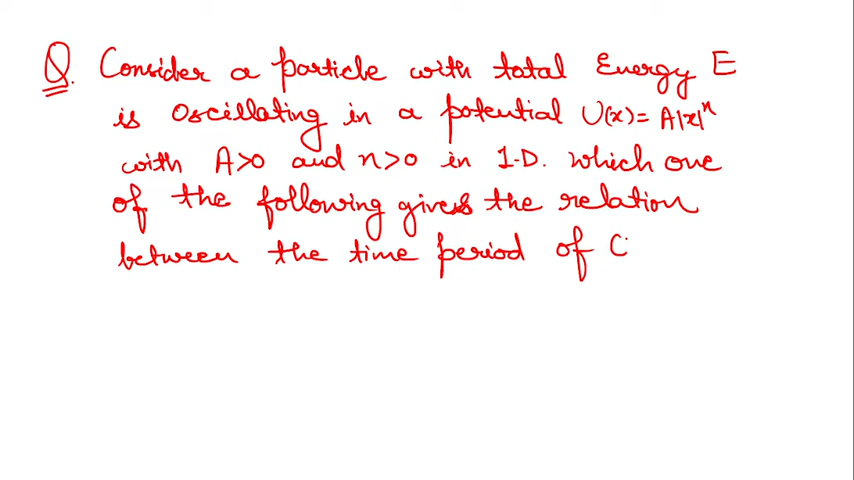 Q. Consider a particle with total Energy E
is Oscillating in a potential U(x) = A|x|ⁿ
with A>0 and n>0 in 1-D. which one
of the following gives the relation
between the time period of